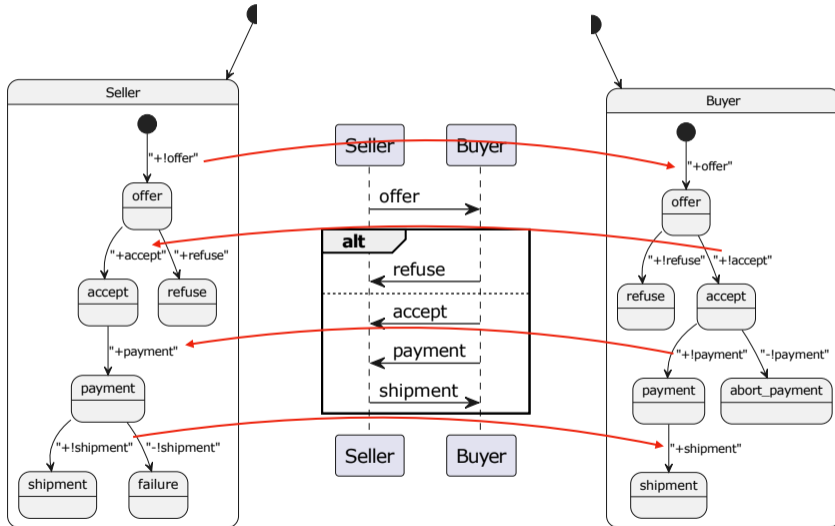 Seller
"+!offer"
offer
"+accept"
"+refuse"
accept
refuse
"+payment"
payment
"+!shipment"
"-!shipment"
shipment
failure
Seller
Buyer
offer
alt
refuse
accept
payment
shipment
Seller
Buyer
Buyer
"+offer"
offer
"+!refuse"
"+!accept"
refuse
accept
"+!payment"
"-!payment"
payment
abort_payment
"+shipment"
shipment